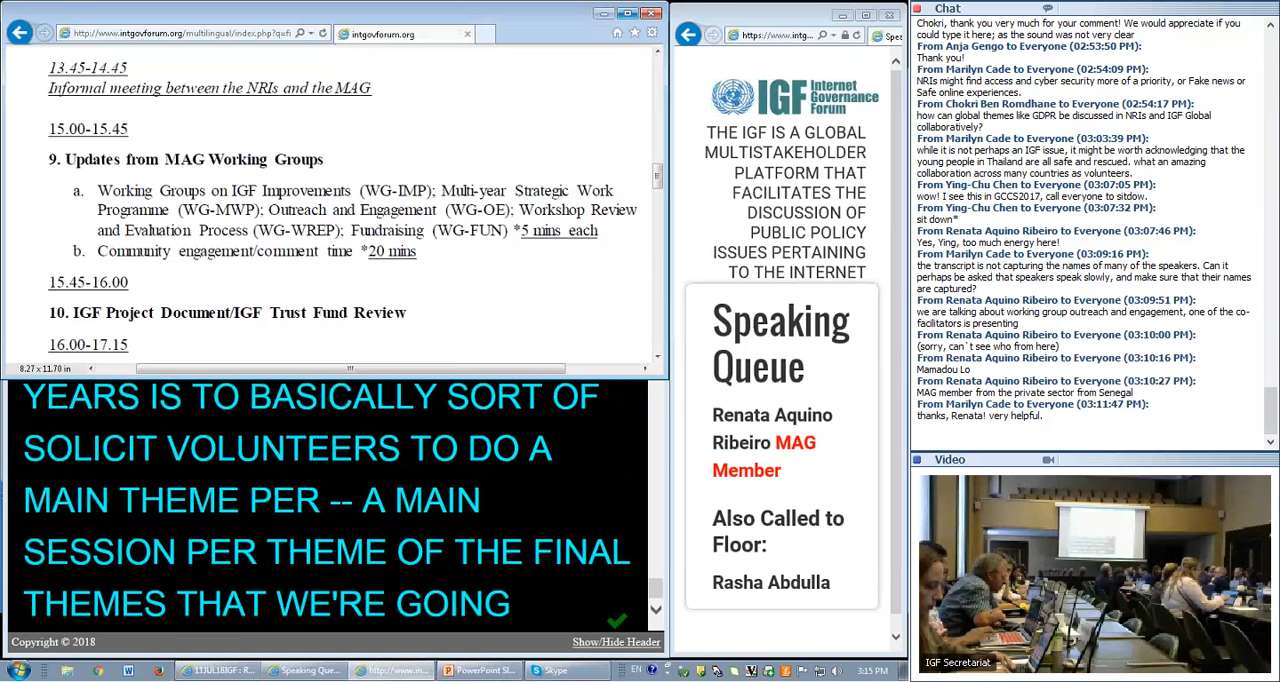 http://www.intgovforum.org/multilingual/index.php?q=fi
intgovforum.org
13.45-14.45
Informal meeting between the NRIs and the MAG
15.00-15.45
9. Updates from MAG Working Groups
a. Working Groups on IGF Improvements (WG-IMP); Multi-year Strategic Work
Programme (WG-MWP); Outreach and Engagement (WG-OE); Workshop Review
and Evaluation Process (WG-WREP); Fundraising (WG-FUN) *5 mins each
b. Community engagement/comment time *20 mins
15.45-16.00
10. IGF Project Document/IGF Trust Fund Review
16.00-17.15
8.27 x 11.70 in
YEARS IS TO BASICALLY SORT OF
SOLICIT VOLUNTEERS TO DO A
MAIN THEME PER -- A MAIN
SESSION PER THEME OF THE FINAL
THEMES THAT WE'RE GOING
Copyright © 2018
Show/Hide Header
https://www.intg...
Spea
IGF Internet
Governance
Forum
THE IGF IS A GLOBAL
MULTISTAKEHOLDER
PLATFORM THAT
FACILITATES THE
DISCUSSION OF
PUBLIC POLICY
ISSUES PERTAINING
TO THE INTERNET
Speaking
Queue
Renata Aquino
Ribeiro MAG
Member
Also Called to
Floor:
Rasha Abdulla
Chat
Chokri, thank you very much for your comment! We would appreciate if you
could type it here; as the sound was not very clear
From Anja Gengo to Everyone (02:53:50 PM):
Thank you!
From Marilyn Cade to Everyone (02:54:09 PM):
NRIs might find access and cyber security more of a priority, or Fake news or
Safe online experiences.
From Chokri Ben Romdhane to Everyone (02:54:17 PM):
how can global themes like GDPR be discussed in NRIs and IGF Global
collaboratively?
From Marilyn Cade to Everyone (03:03:39 PM):
while it is not perhaps an IGF issue, it might be worth acknowledging that the
young people in Thailand are all safe and rescued. what an amazing
collaboration across many countries as volunteers.
From Ying-Chu Chen to Everyone (03:07:05 PM):
wow! I see this in GCCS2017, call everyone to sitdow.
From Ying-Chu Chen to Everyone (03:07:32 PM):
sit down*
From Renata Aquino Ribeiro to Everyone (03:07:46 PM):
Yes, Ying, too much energy here!
From Marilyn Cade to Everyone (03:09:16 PM):
the transcript is not capturing the names of many of the speakers. Can it
perhaps be asked that speakers speak slowly, and make sure that their names
are captured?
From Renata Aquino Ribeiro to Everyone (03:09:51 PM):
we are talking about working group outreach and engagement, one of the co-
facilitators is presenting
From Renata Aquino Ribeiro to Everyone (03:10:00 PM):
(sorry, can`t see who from here)
From Renata Aquino Ribeiro to Everyone (03:10:16 PM):
Mamadou Lo
From Renata Aquino Ribeiro to Everyone (03:10:27 PM):
MAG member from the private sector from Senegal
From Marilyn Cade to Everyone (03:11:47 PM):
thanks, Renata! very helpful.
Video
IGF Secretariat
11JUL18IGF : R...
Speaking Que...
http://www.in...
PowerPoint Sl...
Skype
EN
3:15 PM